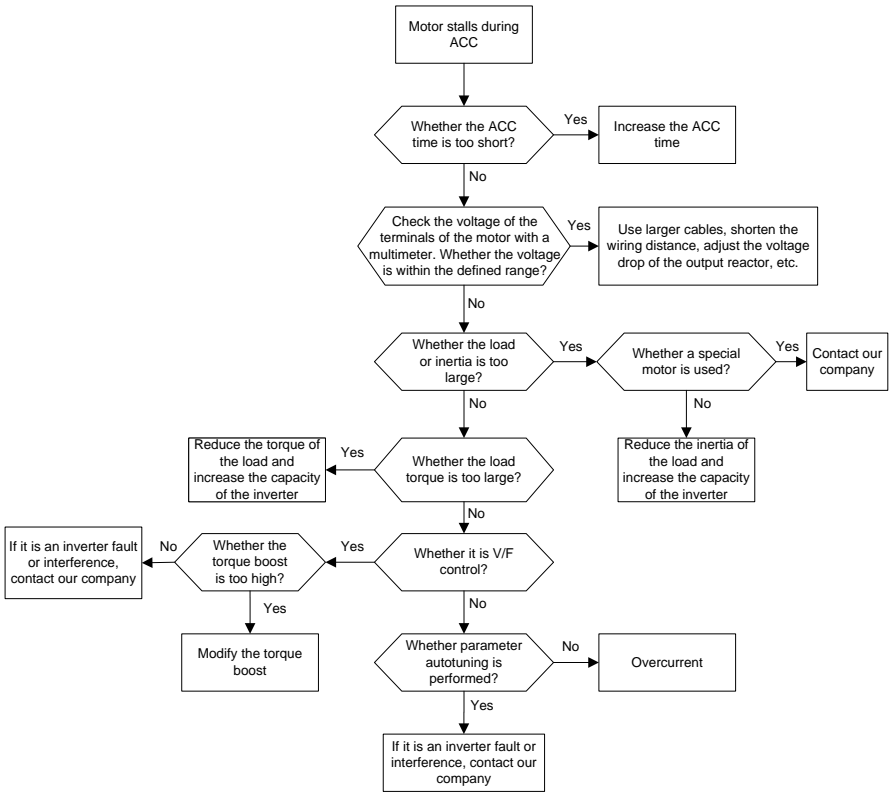 Motor stalls during
ACC
Whether the ACC
time is too short?
Yes
Increase the ACC
time
No
Check the voltage of the
terminals of the motor with a
multimeter. Whether the voltage
is within the defined range?
Yes
Use larger cables, shorten the
wiring distance, adjust the voltage
drop of the output reactor, etc.
No
Whether the load
or inertia is too
large?
Yes
Whether a special
motor is used?
Yes
Contact our
company
No
No
Reduce the torque of
the load and
increase the capacity
of the inverter
Yes
Whether the load
torque is too large?
Reduce the inertia of
the load and
increase the capacity
of the inverter
No
If it is an inverter fault
or interference,
contact our company
No
Whether the
torque boost
is too high?
Yes
Whether it is V/F
control?
Yes
No
Modify the torque
boost
Whether parameter
autotuning is
performed?
No
Overcurrent
Yes
If it is an inverter fault or
interference, contact our
company